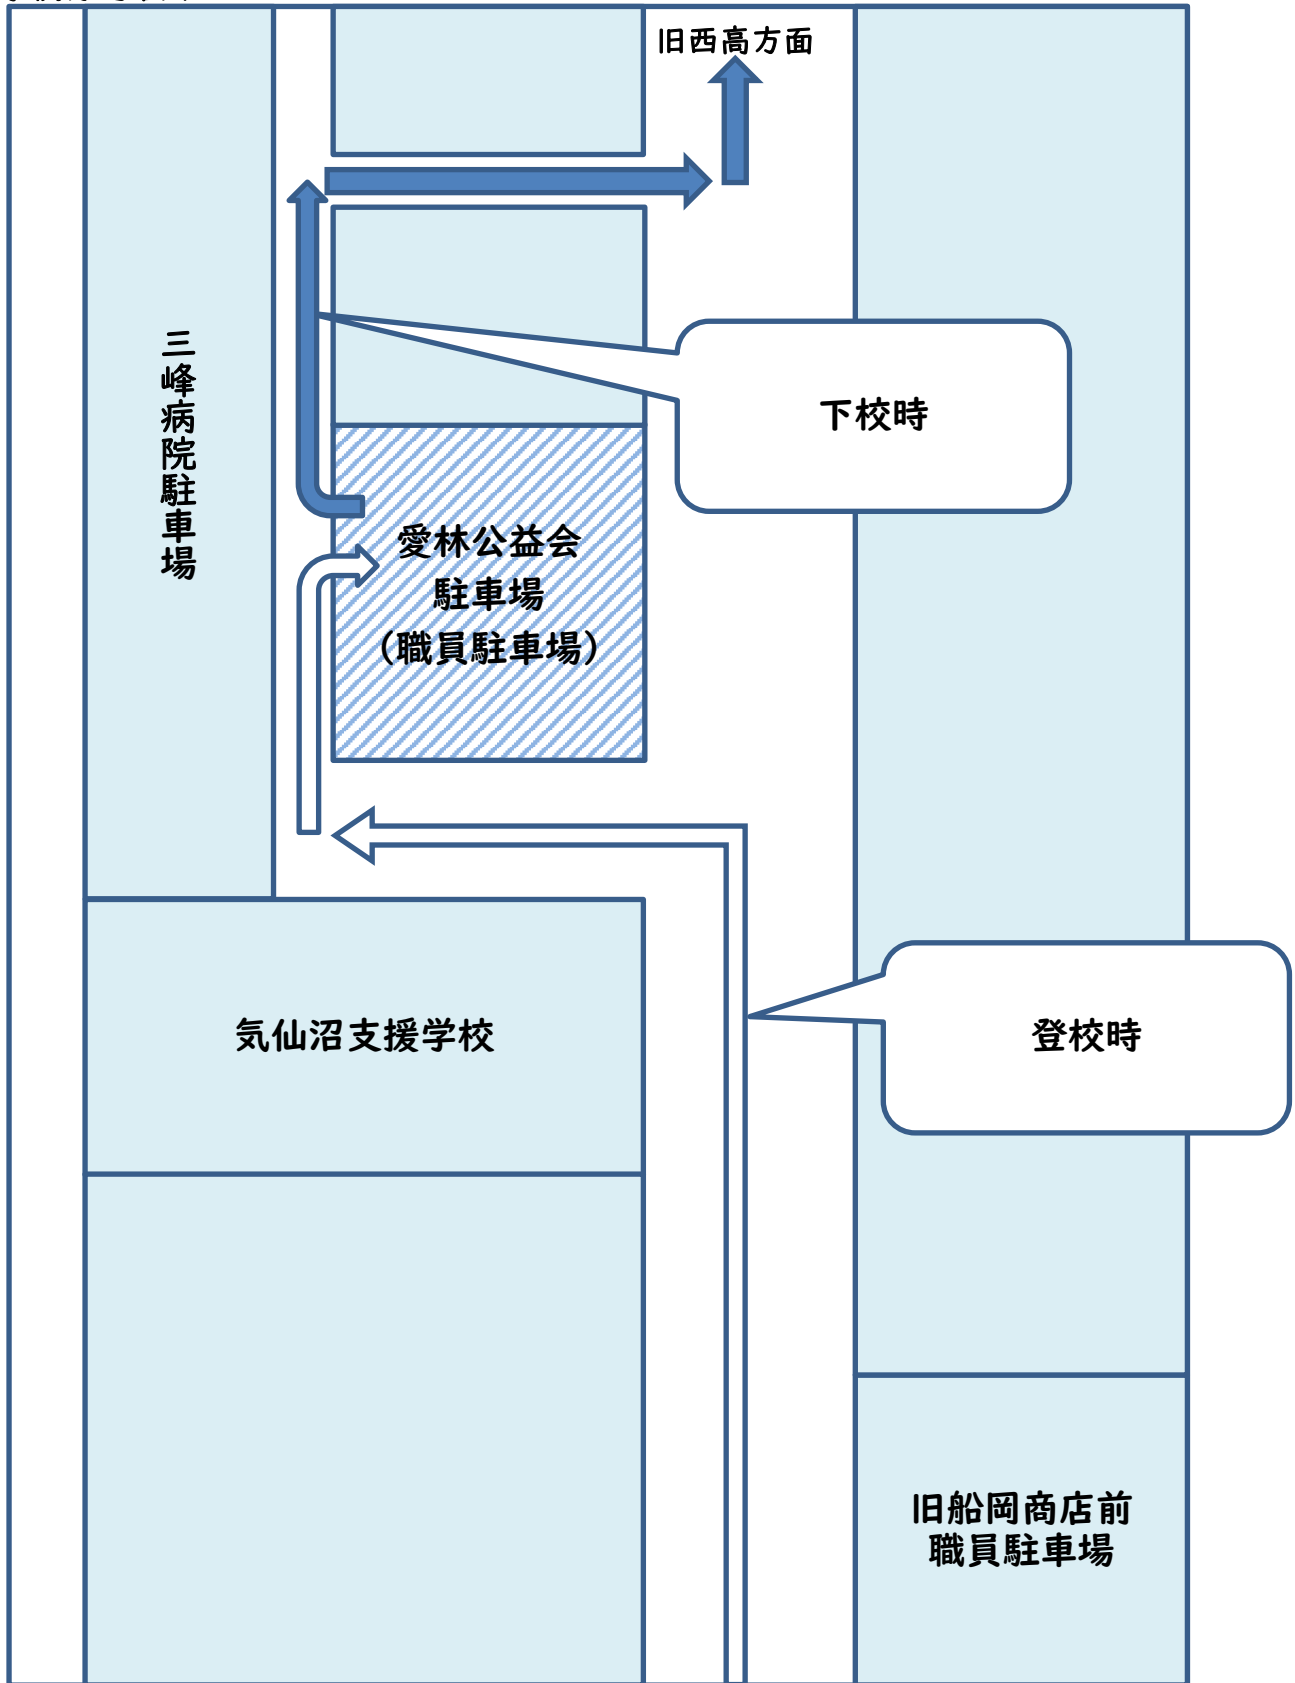 旧西高方面
三峰病院駐車場
下校時
愛林公益会
駐車場
（職員駐車場）
気仙沼支援学校
登校時
旧船岡商店前
職員駐車場